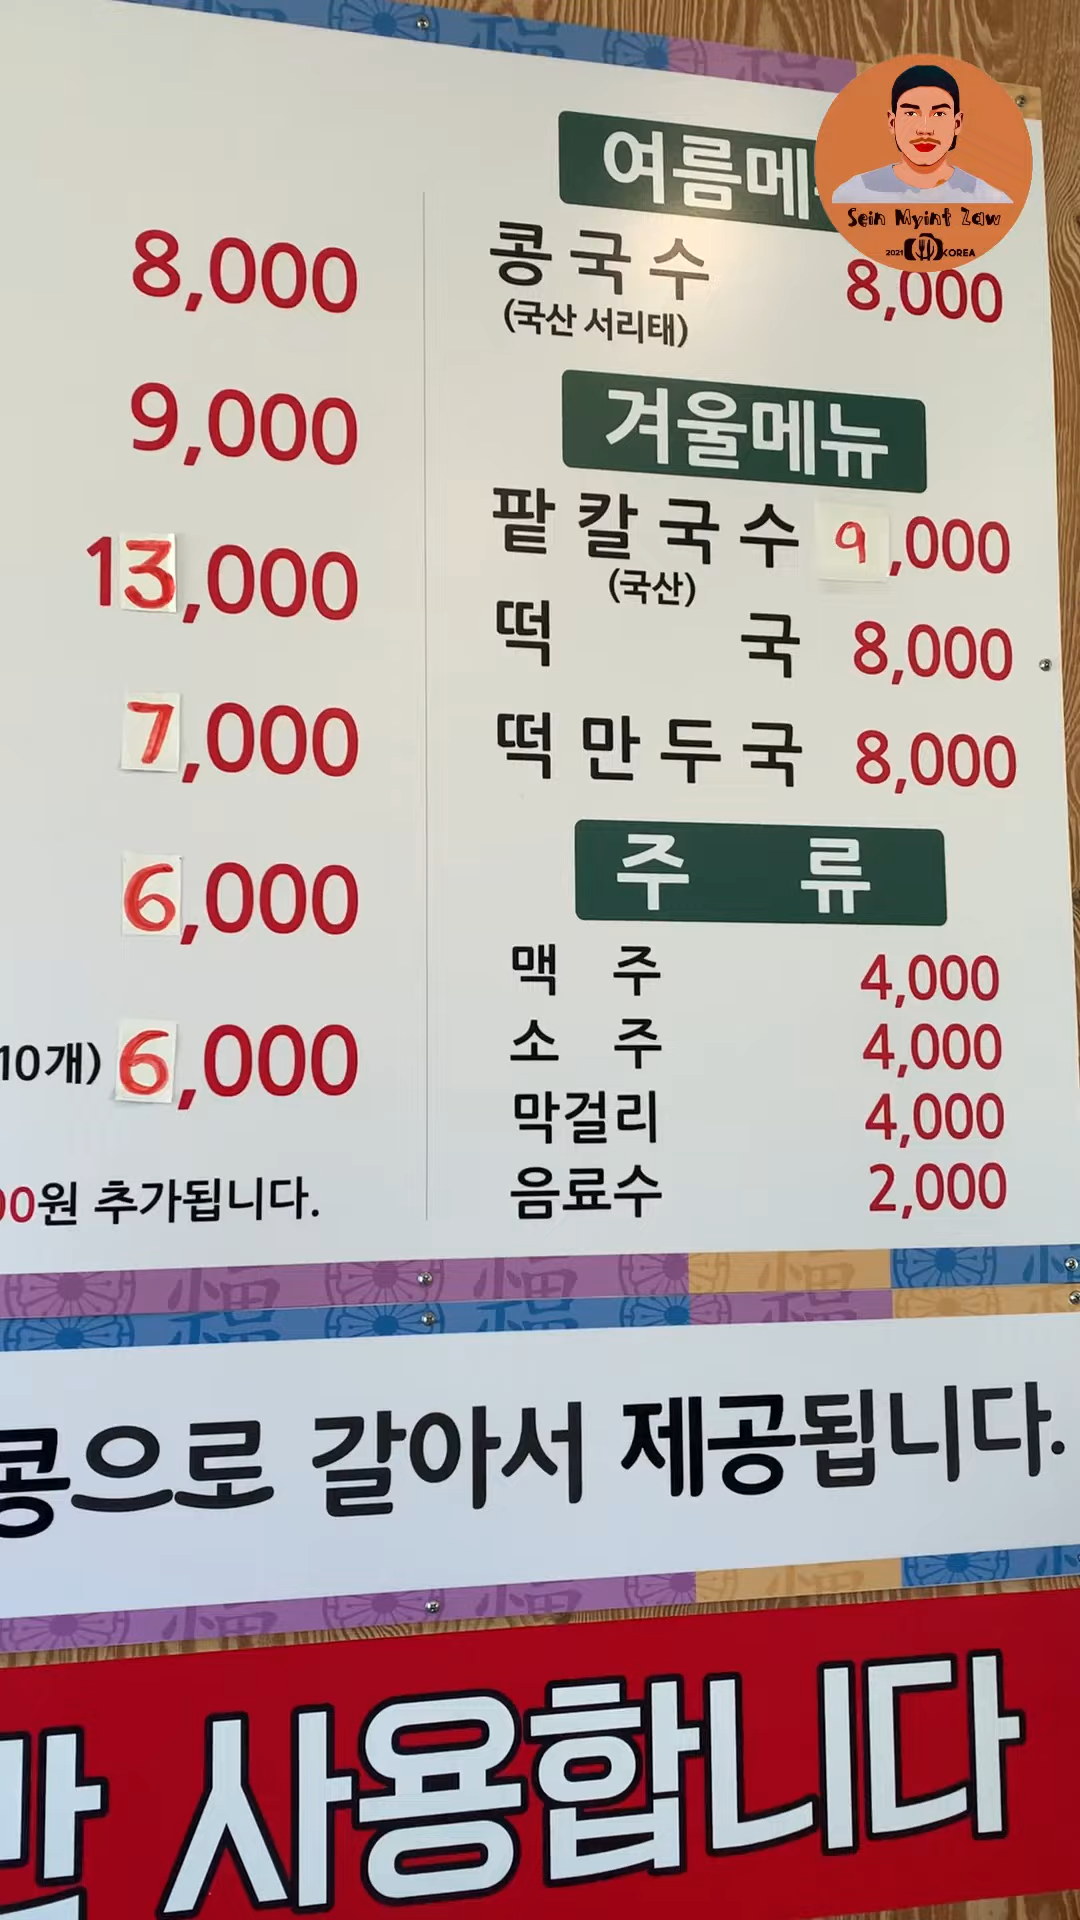 8,000
9,000
13,000
7,000
6,000
10개) 6,000
원 추가됩니다.
여름메
콩국수 8,000
(국산 서리태)
겨울메뉴
팥칼국수 9,000
(국산)
떡국 8,000
떡만두국 8,000
주류
맥주 4,000
소주 4,000
막걸리 4,000
음료수 2,000
콩으로 갈아서 제공됩니다.
사용합니다
Sein Myint Zaw
2021 KOREA